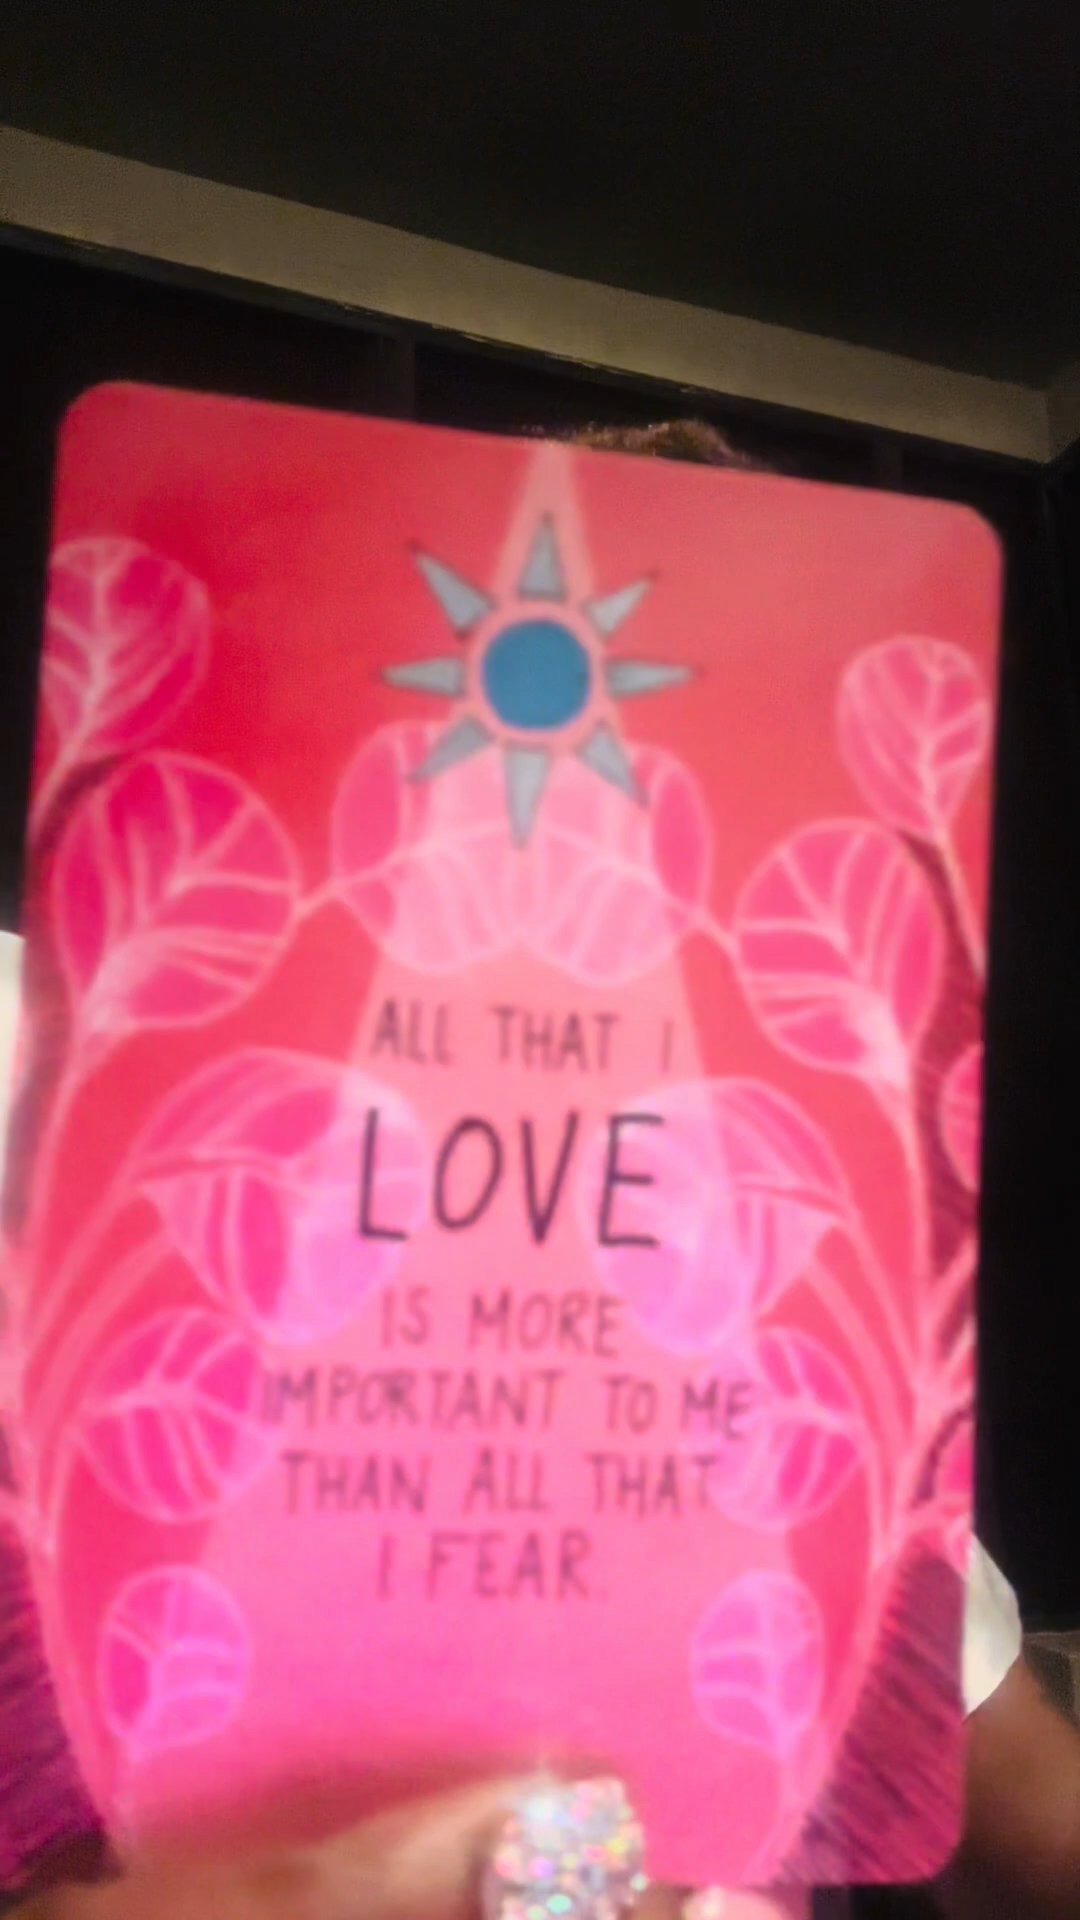 ALL THAT I
LOVE
IS MORE
IMPORTANT TO ME
THAN ALL THAT
I FEAR.